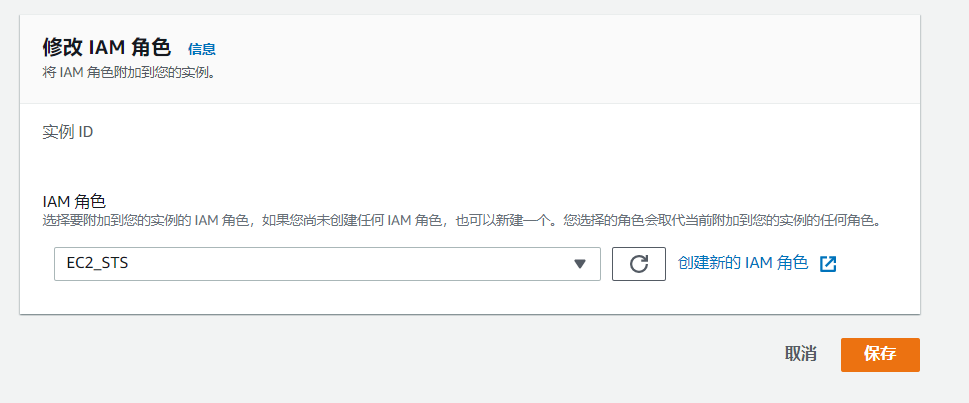 修改 IAM 角色 信息
将 IAM 角色附加到您的实例。
实例 ID
IAM 角色
选择要附加到您的实例的 IAM 角色，如果您尚未创建任何 IAM 角色，也可以新建一个。您选择的角色会取代当前附加到您的实例的任何角色。
EC2_STS 创建新的 IAM 角色
取消 保存